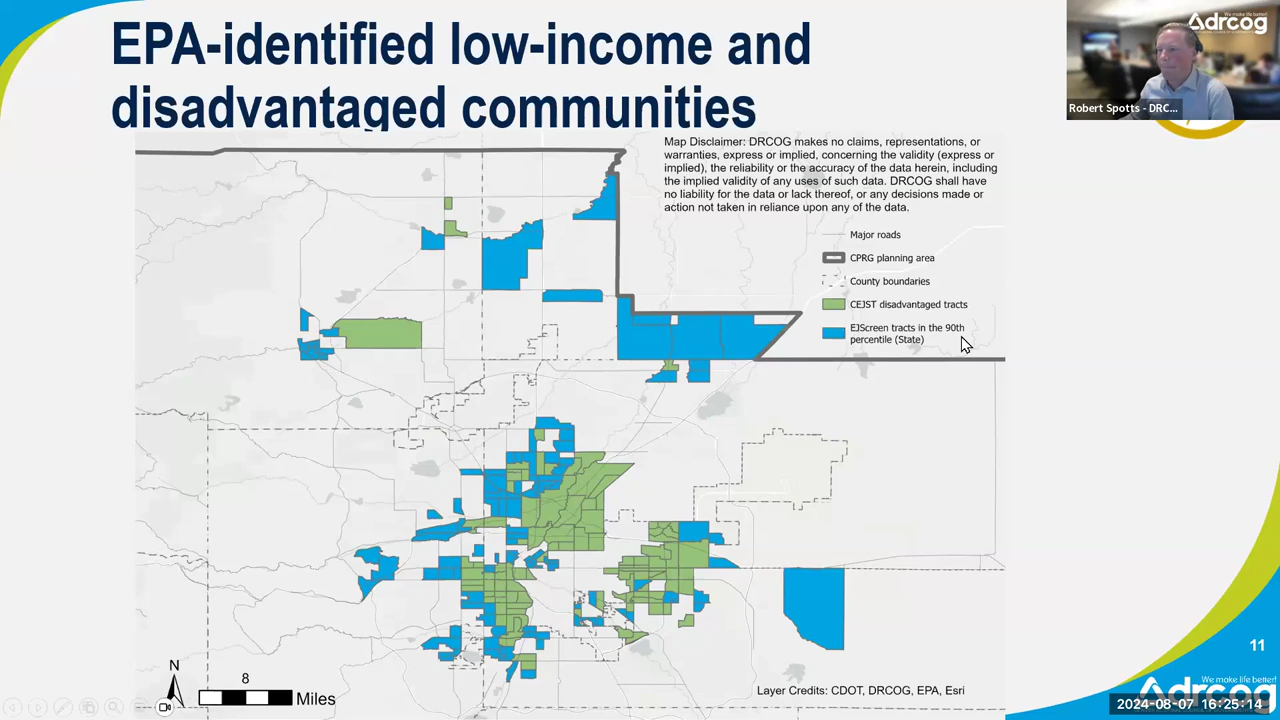 EPA-identified low-income and
disadvantaged communities
We make life better!
drcog
Robert Spotts - DRC...
Map Disclaimer: DRCOG makes no claims, representations, or
warranties, express or implied, concerning the validity (express or
implied), the reliability or the accuracy of the data herein, including
the implied validity of any uses of such data. DRCOG shall have
no liability for the data or lack thereof, or any decisions made or
action not taken in reliance upon any of the data.
Major roads
CPRG planning area
County boundaries
CEJST disadvantaged tracts
EJScreen tracts in the 90th
percentile (State)
N
8
Miles
Layer Credits: CDOT, DRCOG, EPA, Esri
11
We make life better!
drcog
2024-08-07 16:25:14